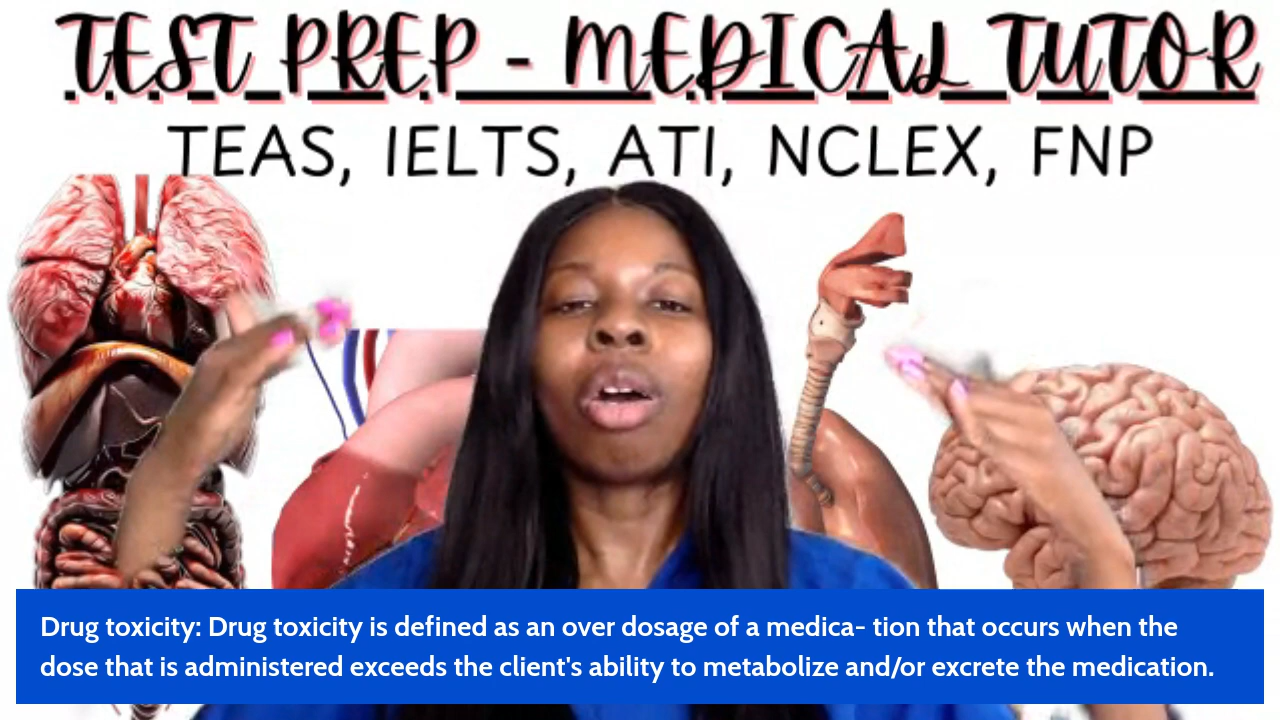 TEST PREP - MEDICAL TUTOR
TEAS, IELTS, ATI, NCLEX, FNP
Drug toxicity: Drug toxicity is defined as an over dosage of a medica- tion that occurs when the
dose that is administered exceeds the client's ability to metabolize and/or excrete the medication.